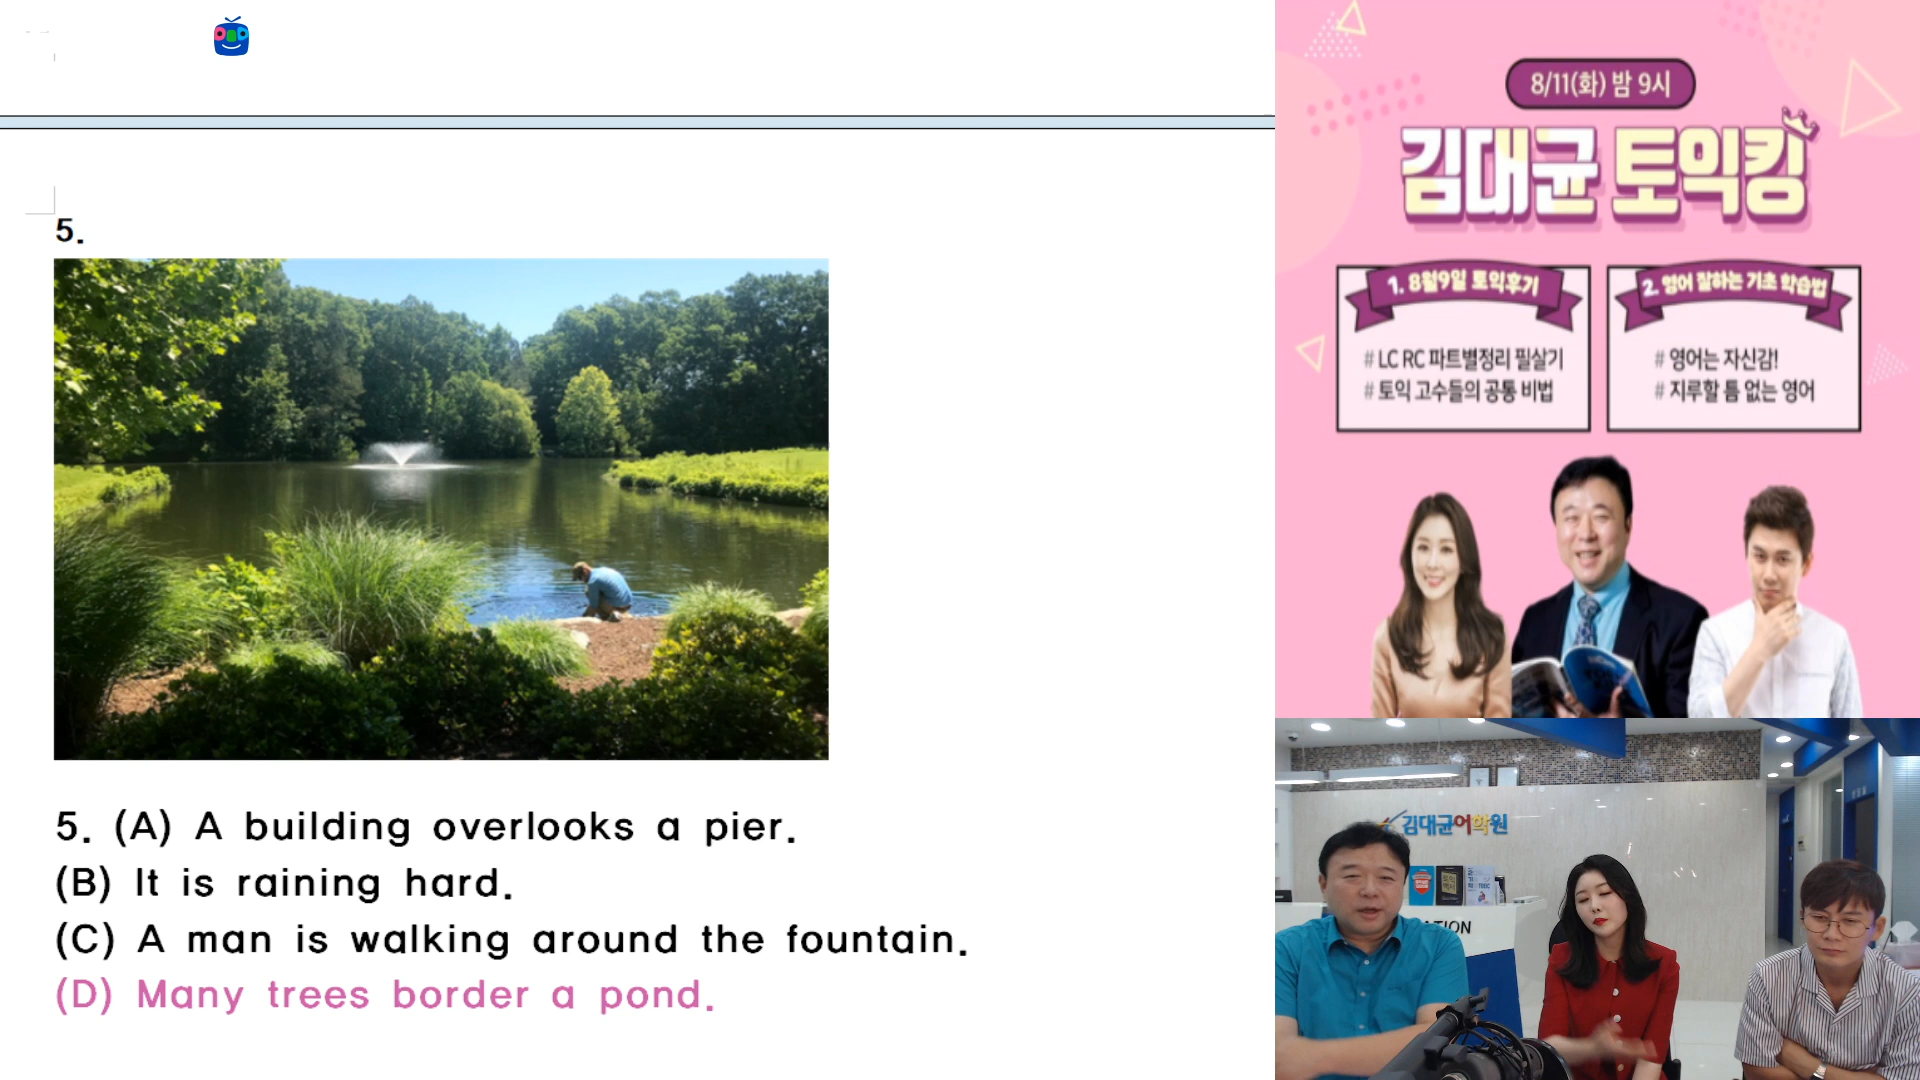 5.
5. (A) A building overlooks a pier.
(B) It is raining hard.
(C) A man is walking around the fountain.
(D) Many trees border a pond.
8/11(화) 밤 9시
김대균 토익킹
1. 8월9일 토익후기
# LC RC 파트별정리 필살기
# 토익 고수들의 공통 비법
2. 영어 잘하는 기초 학습법
# 영어는 자신감!
# 지루할 틈 없는 영어
김대균어학원